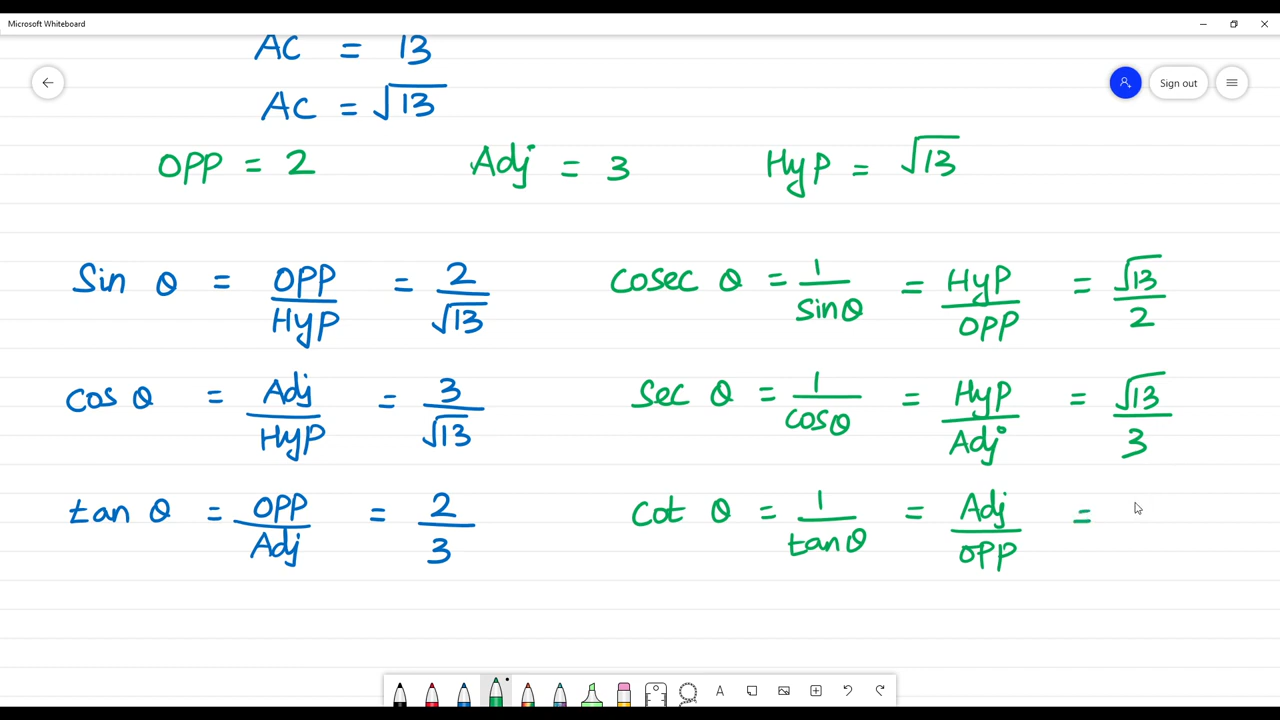 Microsoft Whiteboard
AC = 13
Sign out
AC = √13
OPP = 2 Adj = 3 HyP = √13
Sin θ = OPP/HyP = 2/√13 cosec θ = 1/sinθ = HyP/OPP = √13/2
cos θ = Adj/HyP = 3/√13 sec θ = 1/cosθ = HyP/Adj = √13/3
tan θ = OPP/Adj = 2/3 cot θ = 1/tanθ = Adj/OPP =
A